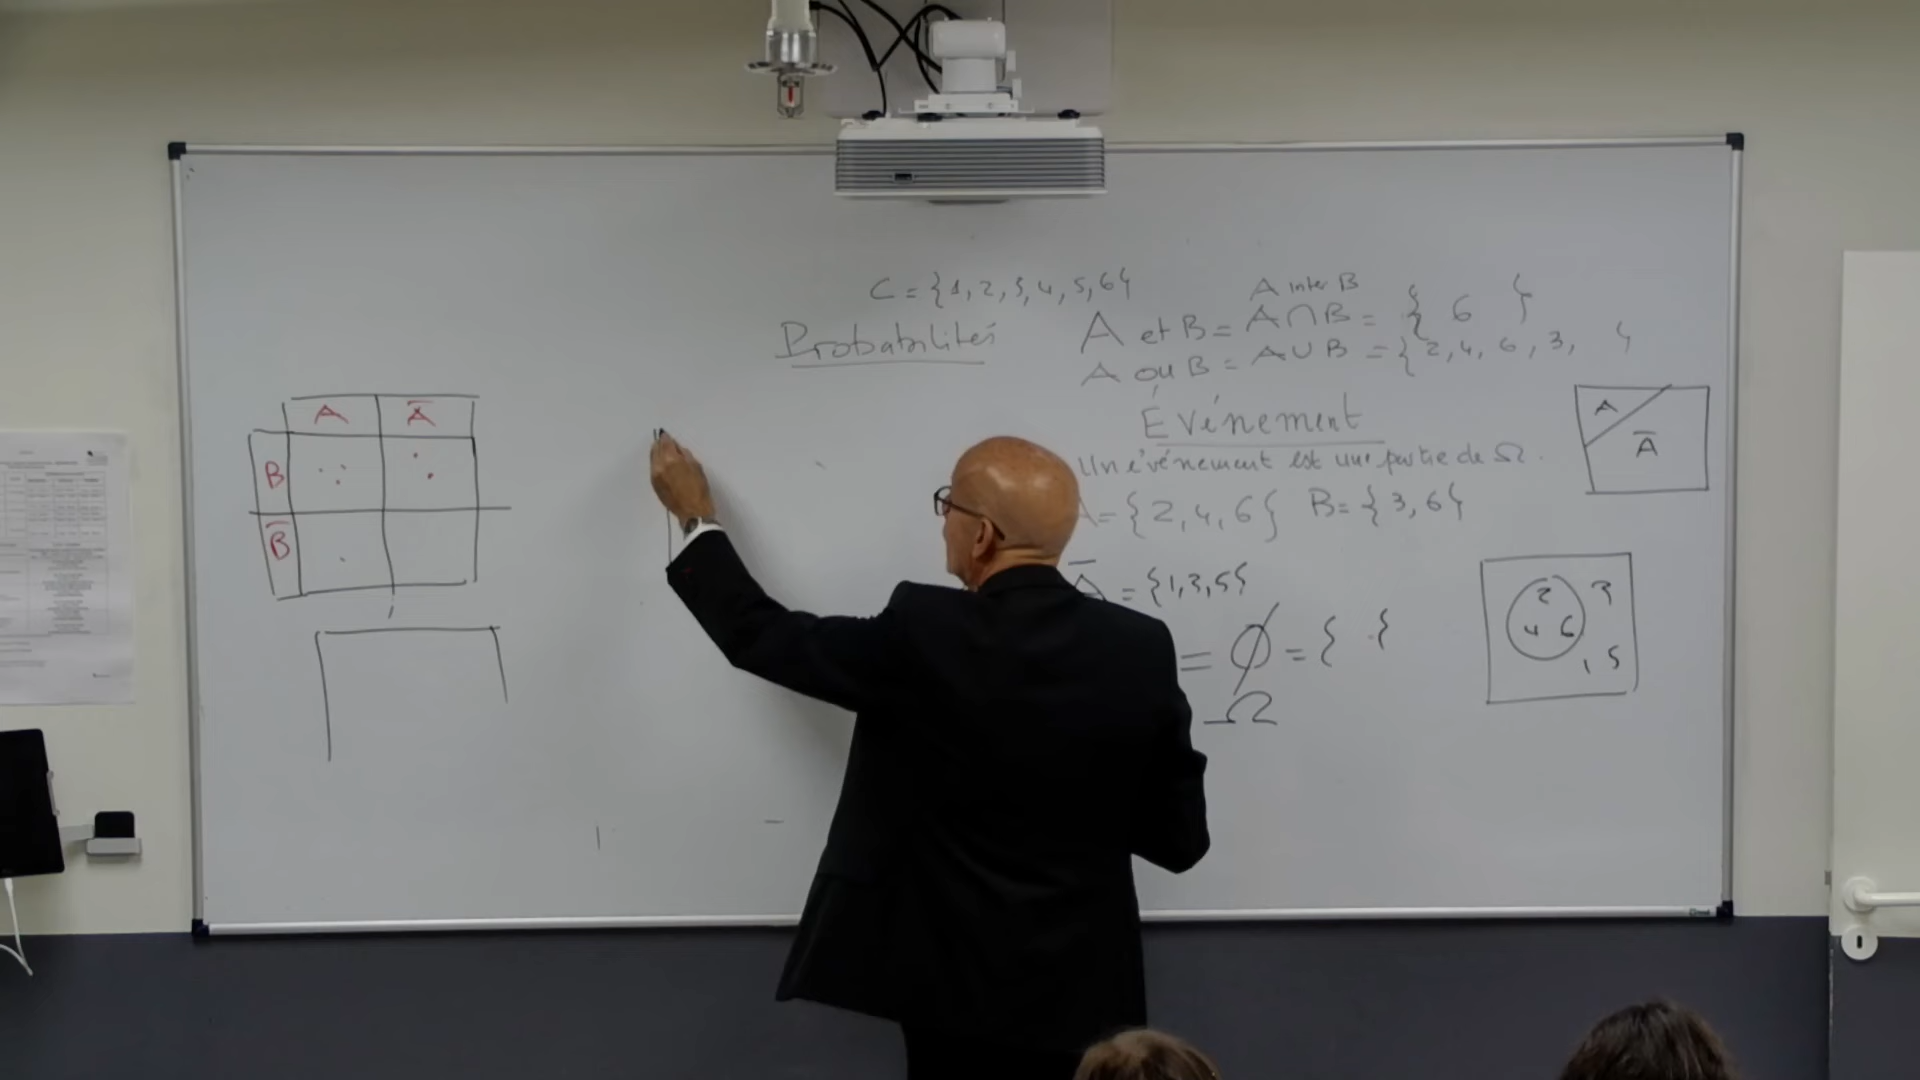 C = {1, 2, 3, 4, 5, 6}
Probabilités
A inter B
A et B = A ∩ B = { 6 }
A ou B = A ∪ B = {2, 4, 6, 3, }
Événement
Un événement est une partie de Ω.
A = {2, 4, 6} B = {3, 6}
Ā = {1, 3, 5}
= ∅ = { . }
Ω
A Ā
B
B̄
A
Ā
2 3
4 6
1 5